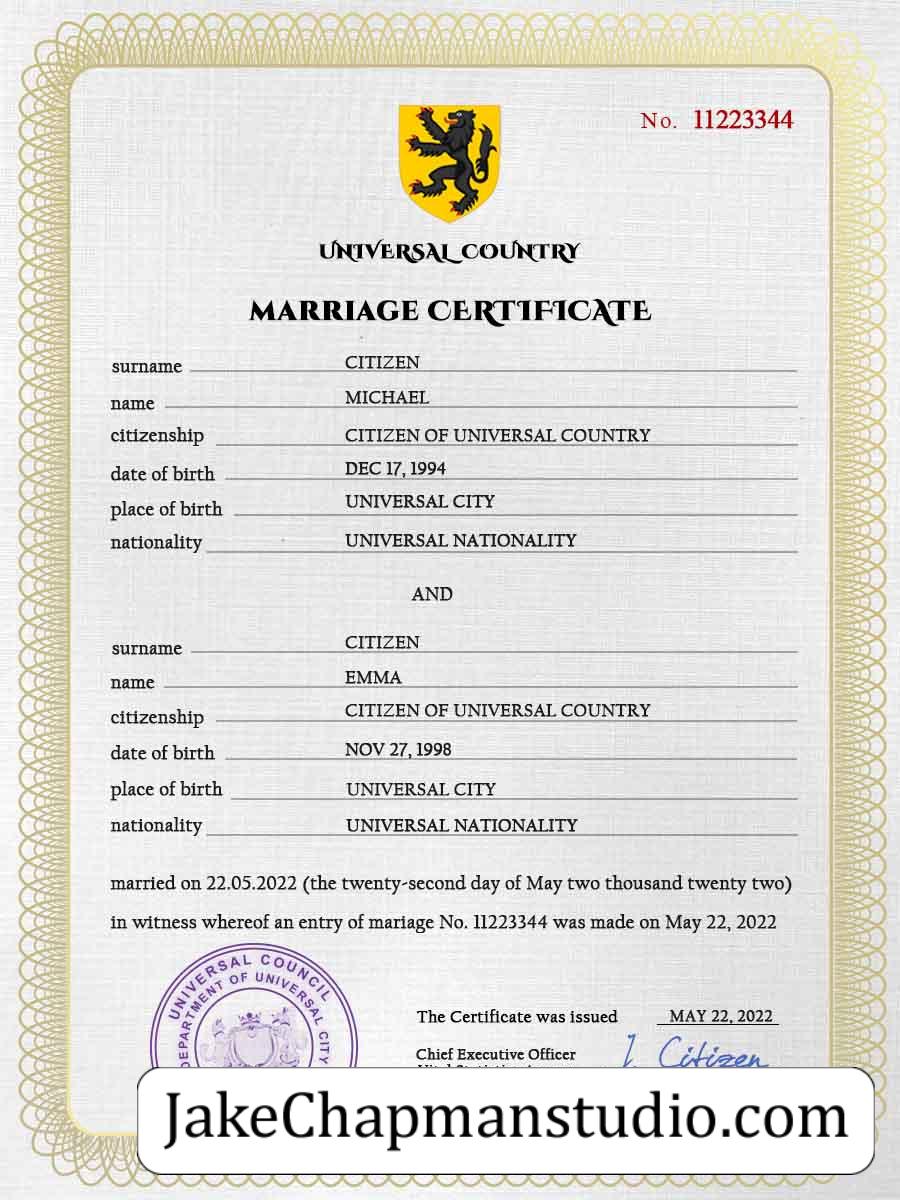 No. 11223344
UNIVERSAL COUNTRY
MARRIAGE CERTIFICATE
surname CITIZEN
name MICHAEL
citizenship CITIZEN OF UNIVERSAL COUNTRY
date of birth DEC 17, 1994
place of birth UNIVERSAL CITY
nationality UNIVERSAL NATIONALITY
AND
surname CITIZEN
name EMMA
citizenship CITIZEN OF UNIVERSAL COUNTRY
date of birth NOV 27, 1998
place of birth UNIVERSAL CITY
nationality UNIVERSAL NATIONALITY
married on 22.05.2022 (the twenty-second day of May two thousand twenty two)
in witness whereof an entry of mariage No. 11223344 was made on May 22, 2022
UNIVERSAL COUNCIL
DEPARTMENT OF UNIVERSAL CITY
The Certificate was issued MAY 22, 2022
Chief Executive Officer Citizen
JakeChapmanstudio.com